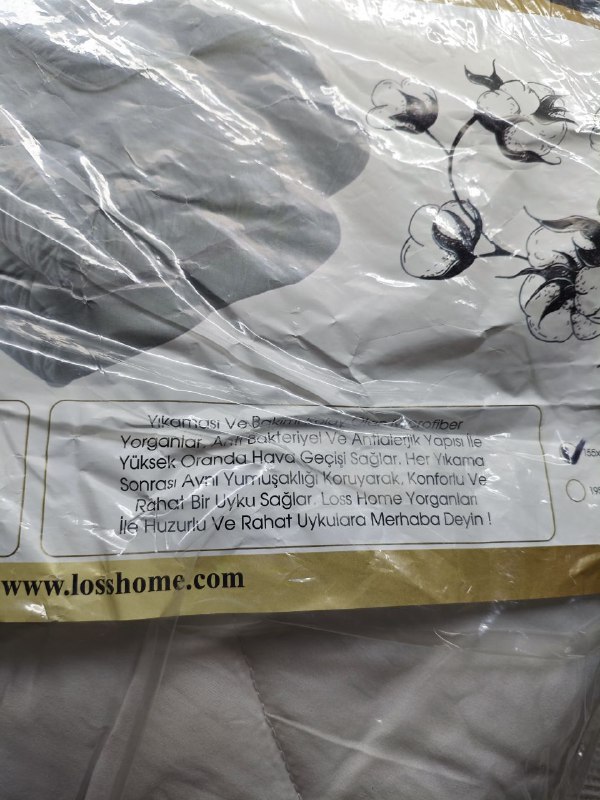 Yıkaması Ve Bakımı Kolay Olan
Yorganlar. Anti Bakteriyel Ve Antialerjik Yapısı İle
Yüksek Oranda Hava Geçişi Sağlar. Her Yıkama
Sonrası Aynı Yumuşaklığı Koruyarak, Konforlu Ve
Rahat Bir Uyku Sağlar. Loss Home Yorganları
İle Huzurlu Ve Rahat Uykulara Merhaba Deyin !
www.losshome.com